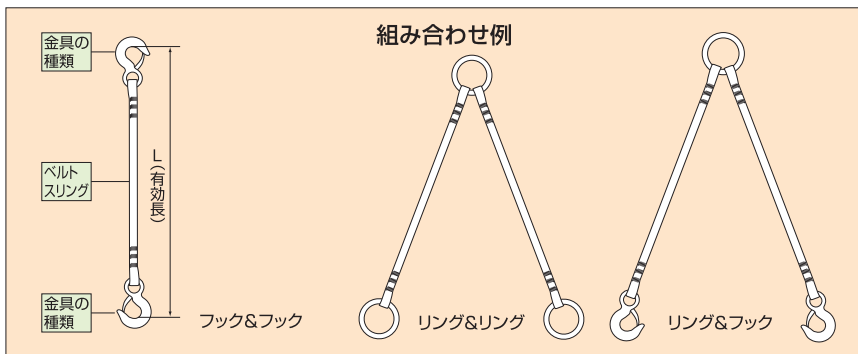 組み合わせ例
金具の
種類
ベルト
スリング
L(有効長)
金具の
種類
フック&フック
リング&リング
リング&フック